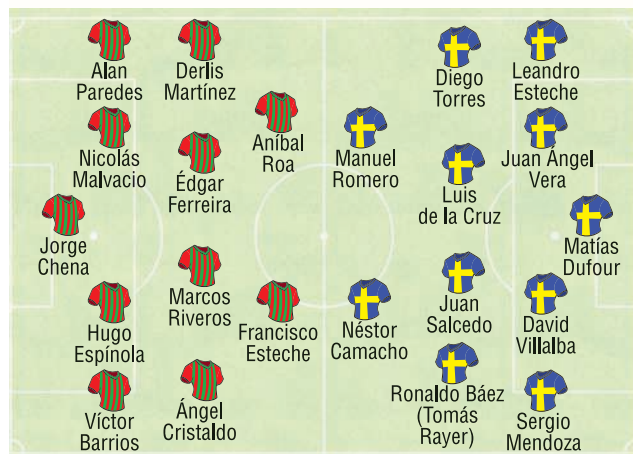 Alan
Paredes
Derlis
Martínez
Nicolás
Malvacio
Édgar
Ferreira
Aníbal
Roa
Jorge
Chena
Hugo
Espínola
Marcos
Riveros
Francisco
Esteche
Víctor
Barrios
Ángel
Cristaldo
Diego
Torres
Leandro
Esteche
Manuel
Romero
Luis
de la Cruz
Juan Ángel
Vera
Matías
Dufour
Néstor
Camacho
Juan
Salcedo
David
Villalba
Ronaldo Báez
(Tomás
Rayer)
Sergio
Mendoza